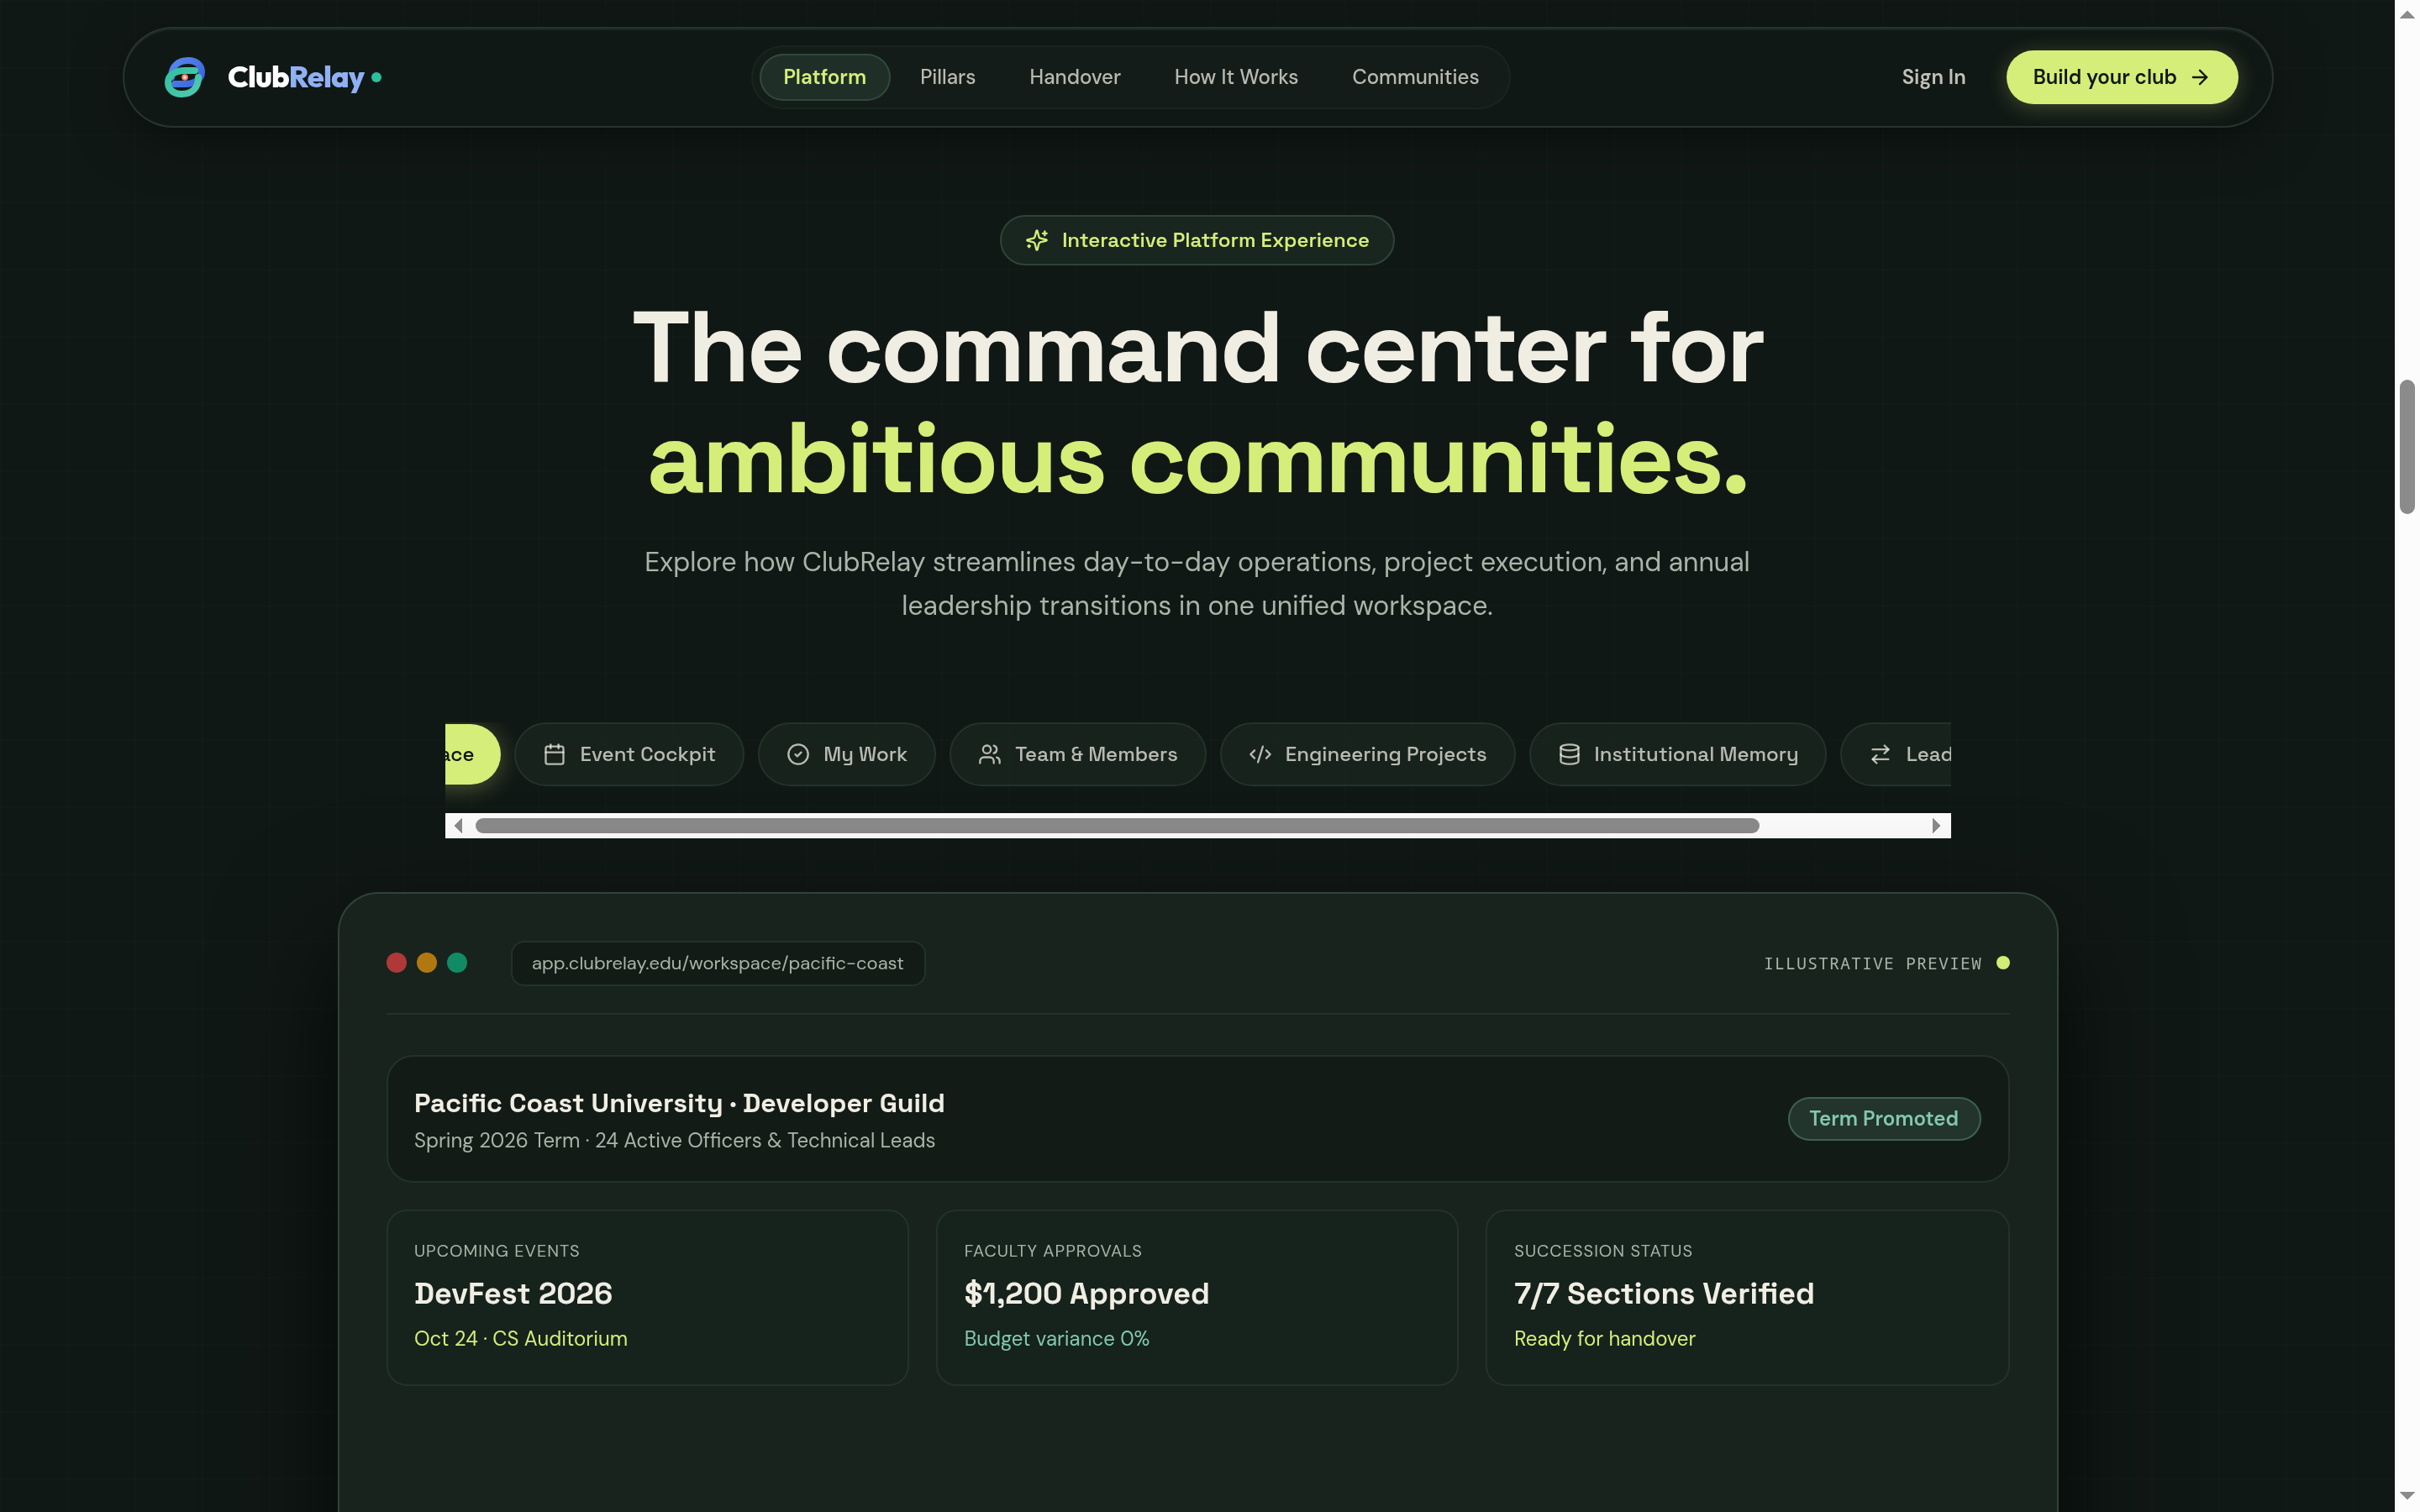 ClubRelay
Platform
Pillars
Handover
How It Works
Communities
Sign In
Build your club
Interactive Platform Experience
The command center for
ambitious communities.
Explore how ClubRelay streamlines day-to-day operations, project execution, and annual
leadership transitions in one unified workspace.
ace
Event Cockpit
My Work
Team & Members
Engineering Projects
Institutional Memory
Lead
app.clubrelay.edu/workspace/pacific-coast
ILLUSTRATIVE PREVIEW
Pacific Coast University · Developer Guild
Spring 2026 Term · 24 Active Officers & Technical Leads
Term Promoted
UPCOMING EVENTS
DevFest 2026
Oct 24 · CS Auditorium
FACULTY APPROVALS
$1,200 Approved
Budget variance 0%
SUCCESSION STATUS
7/7 Sections Verified
Ready for handover